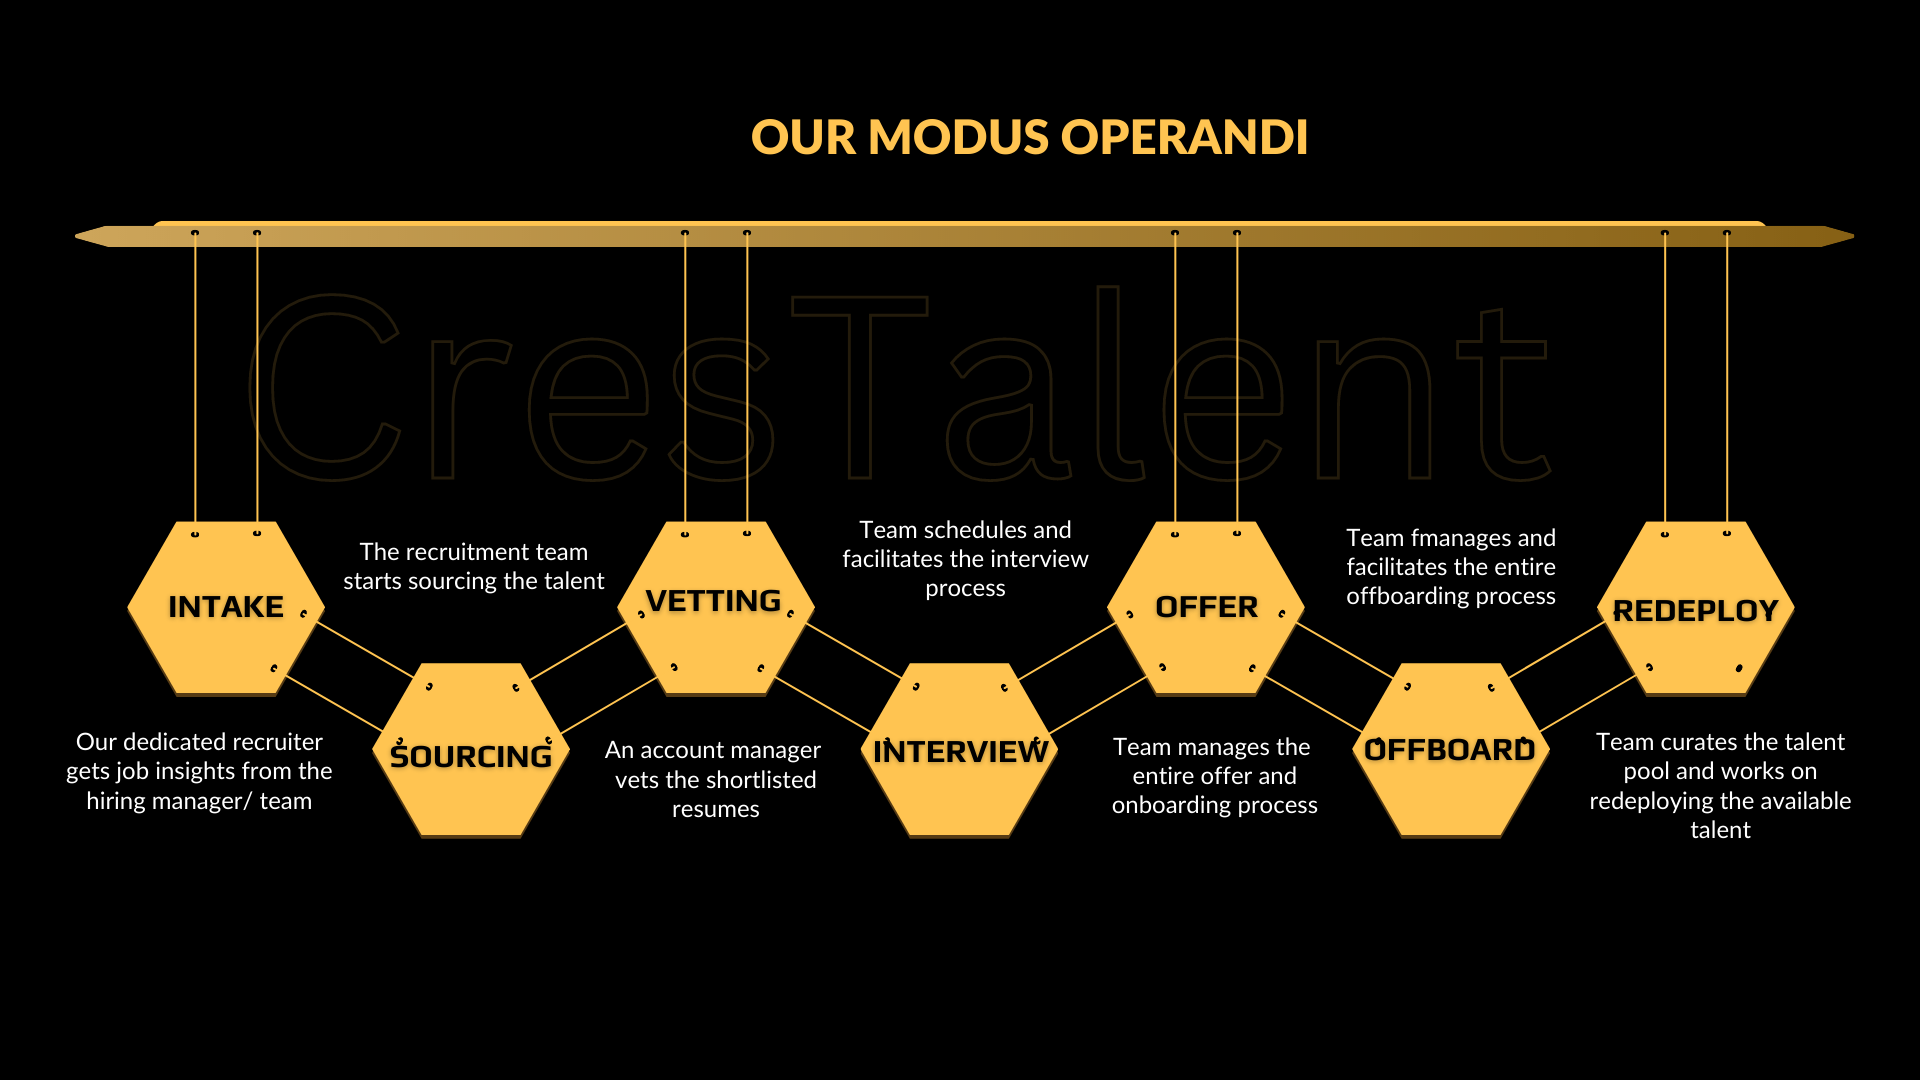 OUR MODUS OPERANDI
CresTalent
INTAKE
Our dedicated recruiter
gets job insights from the
hiring manager/ team
SOURCING
The recruitment team
starts sourcing the talent
VETTING
An account manager
vets the shortlisted
resumes
INTERVIEW
Team schedules and
facilitates the interview
process
OFFER
Team manages the
entire offer and
onboarding process
OFFBOARD
Team fmanages and
facilitates the entire
offboarding process
REDEPLOY
Team curates the talent
pool and works on
redeploying the available
talent